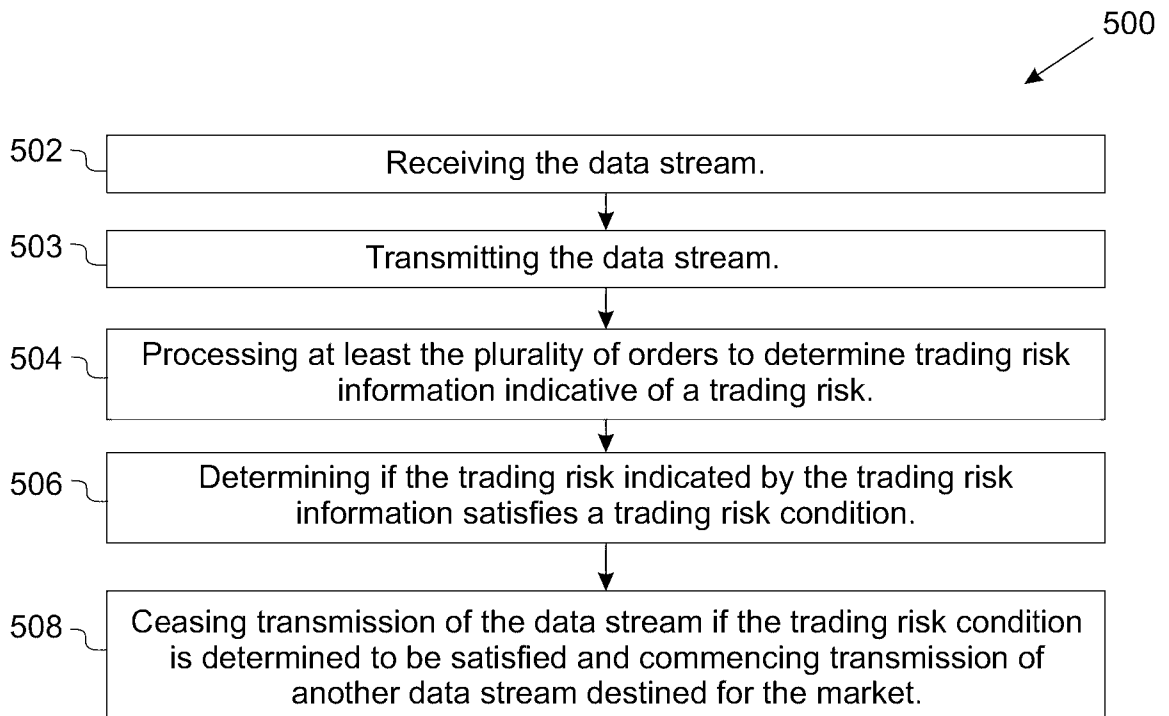 500
502
Receiving the data stream.
503
Transmitting the data stream.
504
Processing at least the plurality of orders to determine trading risk
information indicative of a trading risk.
506
Determining if the trading risk indicated by the trading risk
information satisfies a trading risk condition.
508
Ceasing transmission of the data stream if the trading risk condition
is determined to be satisfied and commencing transmission of
another data stream destined for the market.